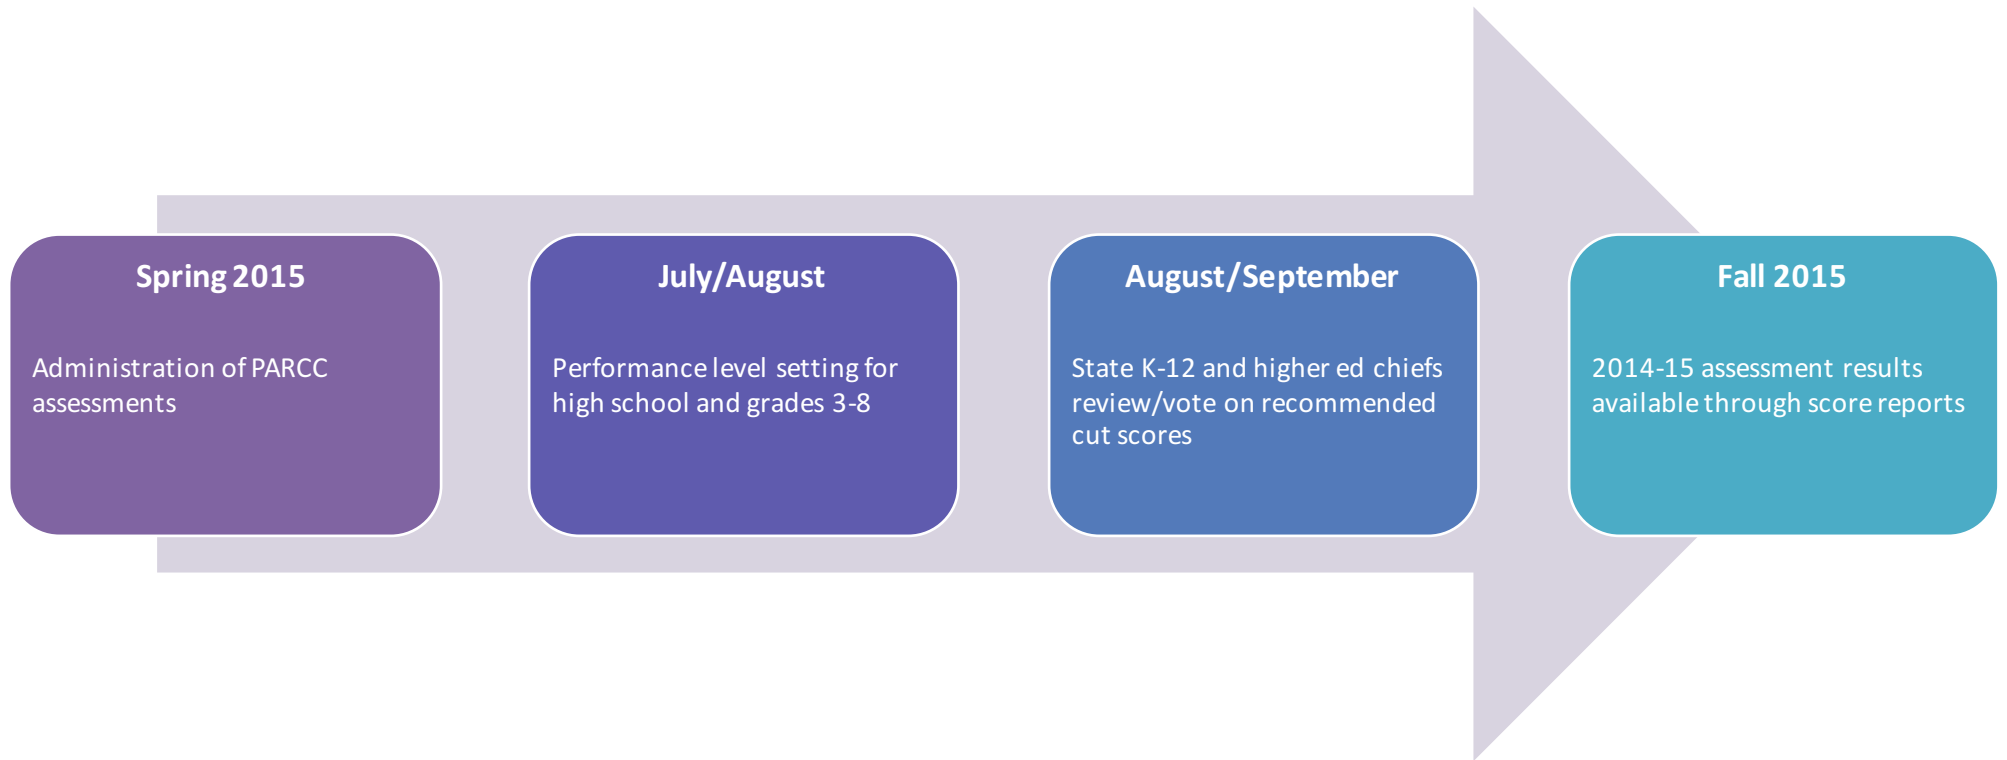 Spring 2015
Administration of PARCC
assessments
July/August
Performance level setting for
high school and grades 3-8
August/September
State K-12 and higher ed chiefs
review/vote on recommended
cut scores
Fall 2015
2014-15 assessment results
available through score reports